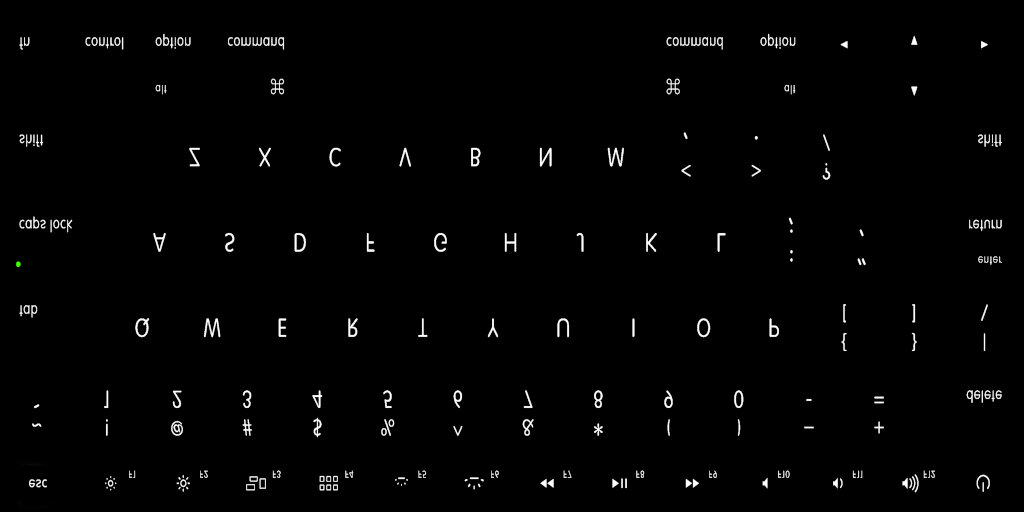 fn control option command command option
alt ⌘ ⌘ alt
shift Z X C V B N M , . / shift
< > ?
caps lock A S D F G H J K L ; ' return
: " enter
tab Q W E R T Y U I O P [ ] \
{ } |
` 1 2 3 4 5 6 7 8 9 0 - = delete
~ ! @ # $ % ^ & * ( ) _ +
esc F1 F2 F3 F4 F5 F6 F7 F8 F9 F10 F11 F12